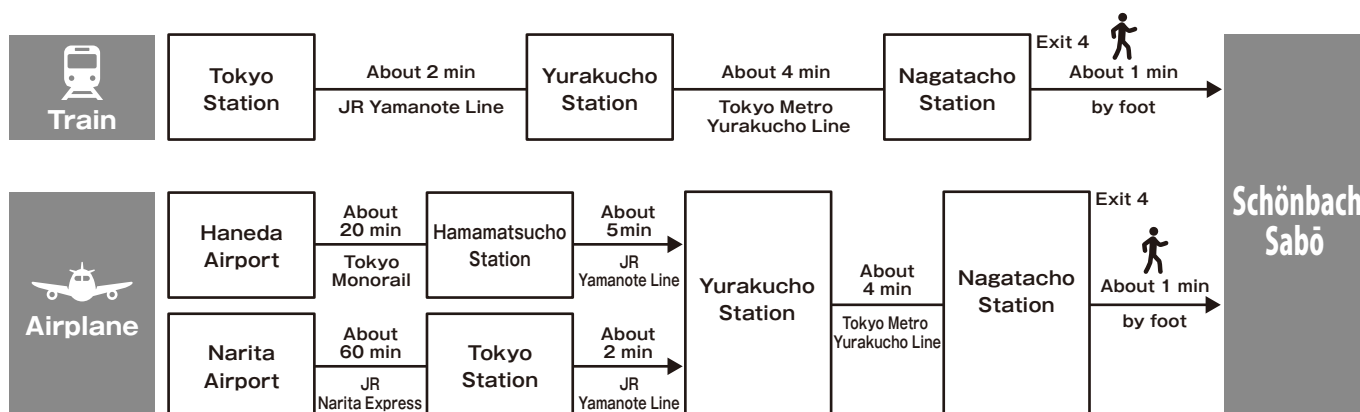 Train
Tokyo
Station
About 2 min
JR Yamanote Line
Yurakucho
Station
About 4 min
Tokyo Metro
Yurakucho Line
Nagatacho
Station
Exit 4
About 1 min
by foot
Airplane
Haneda
Airport
About
20 min
Tokyo
Monorail
Hamamatsucho
Station
About
5min
JR
Yamanote Line
Narita
Airport
About
60 min
JR
Narita Express
Tokyo
Station
About
2 min
JR
Yamanote Line
Yurakucho
Station
About
4 min
Tokyo Metro
Yurakucho Line
Nagatacho
Station
Exit 4
About 1 min
by foot
Schönbach
Sabō